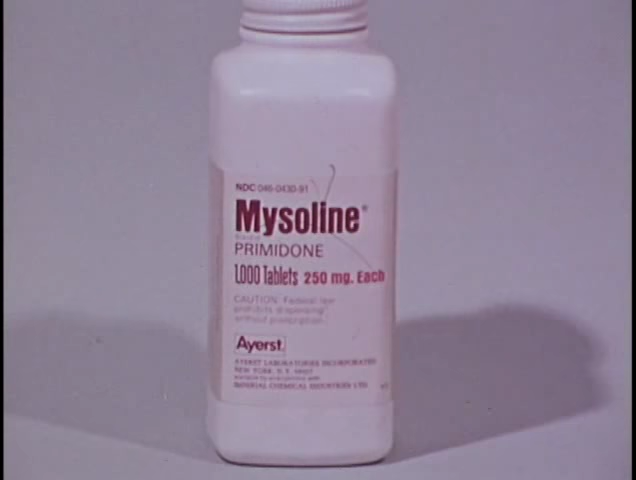 NDC 046-0430-91
Mysoline®
PRIMIDONE
1,000 Tablets 250 mg. Each
CAUTION: Federal law
prohibits dispensing
without prescription.
Ayerst
AYERST LABORATORIES INCORPORATED
NEW YORK, N.Y. 10017
IMPERIAL CHEMICAL INDUSTRIES LTD.